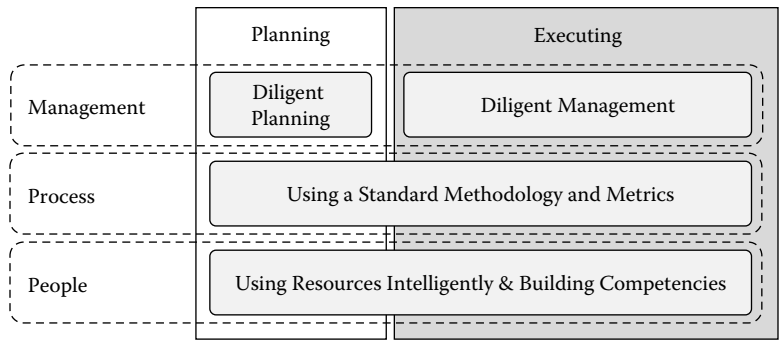 Planning
Executing
Management
Diligent
Planning
Diligent Management
Process
Using a Standard Methodology and Metrics
People
Using Resources Intelligently & Building Competencies